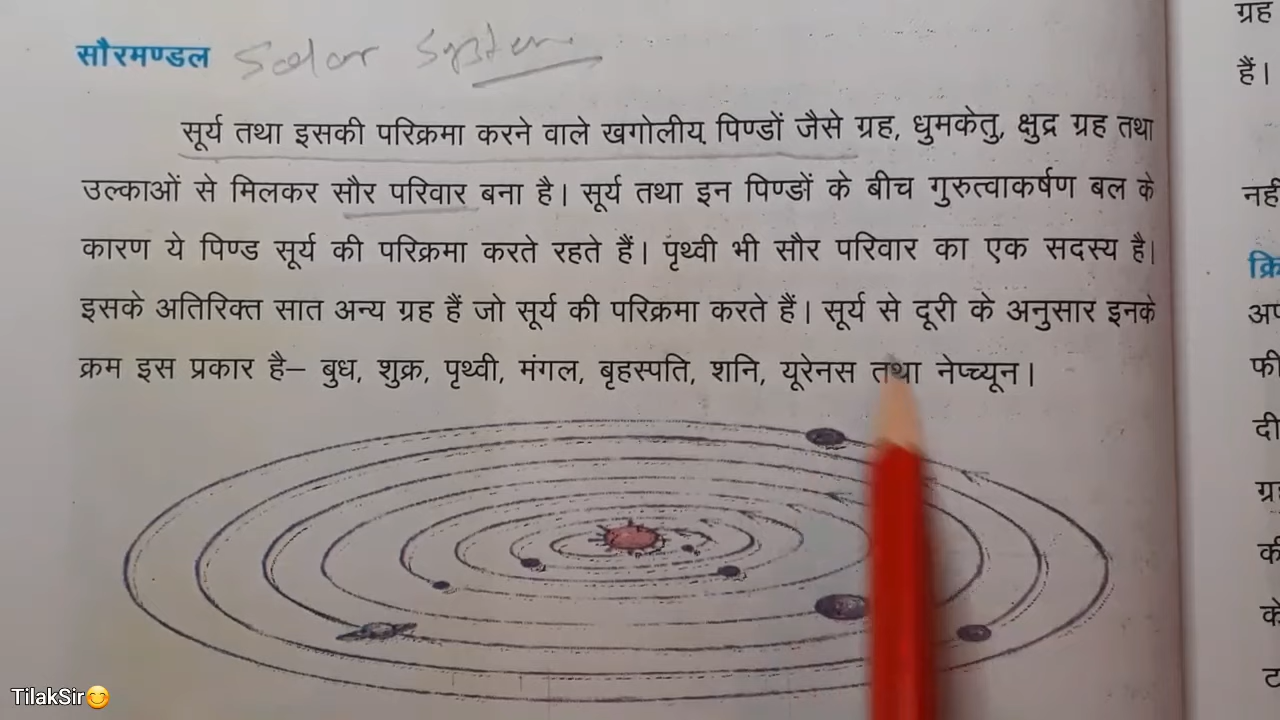 सौरमण्डल Solar System
सूर्य तथा इसकी परिक्रमा करने वाले खगोलीय पिण्डों जैसे ग्रह, धुमकेतु, क्षुद्र ग्रह तथा
उल्काओं से मिलकर सौर परिवार बना है। सूर्य तथा इन पिण्डों के बीच गुरुत्वाकर्षण बल के
कारण ये पिण्ड सूर्य की परिक्रमा करते रहते हैं। पृथ्वी भी सौर परिवार का एक सदस्य है।
इसके अतिरिक्त सात अन्य ग्रह हैं जो सूर्य की परिक्रमा करते हैं। सूर्य से दूरी के अनुसार इनके
क्रम इस प्रकार है– बुध, शुक्र, पृथ्वी, मंगल, बृहस्पति, शनि, यूरेनस तथा नेप्च्यून।
ग्रह
हैं।
नही
TilakSir😊